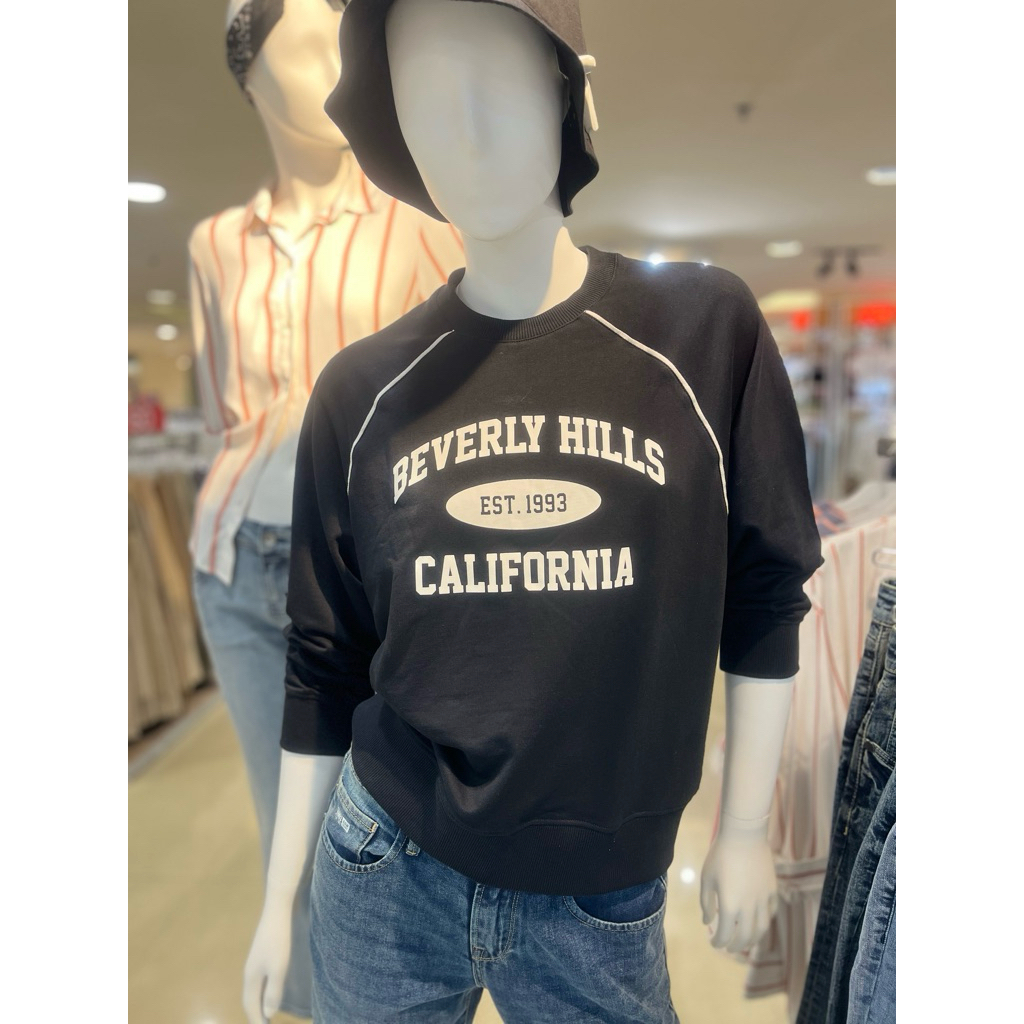 BEVERLY HILLS
EST. 1993
CALIFORNIA